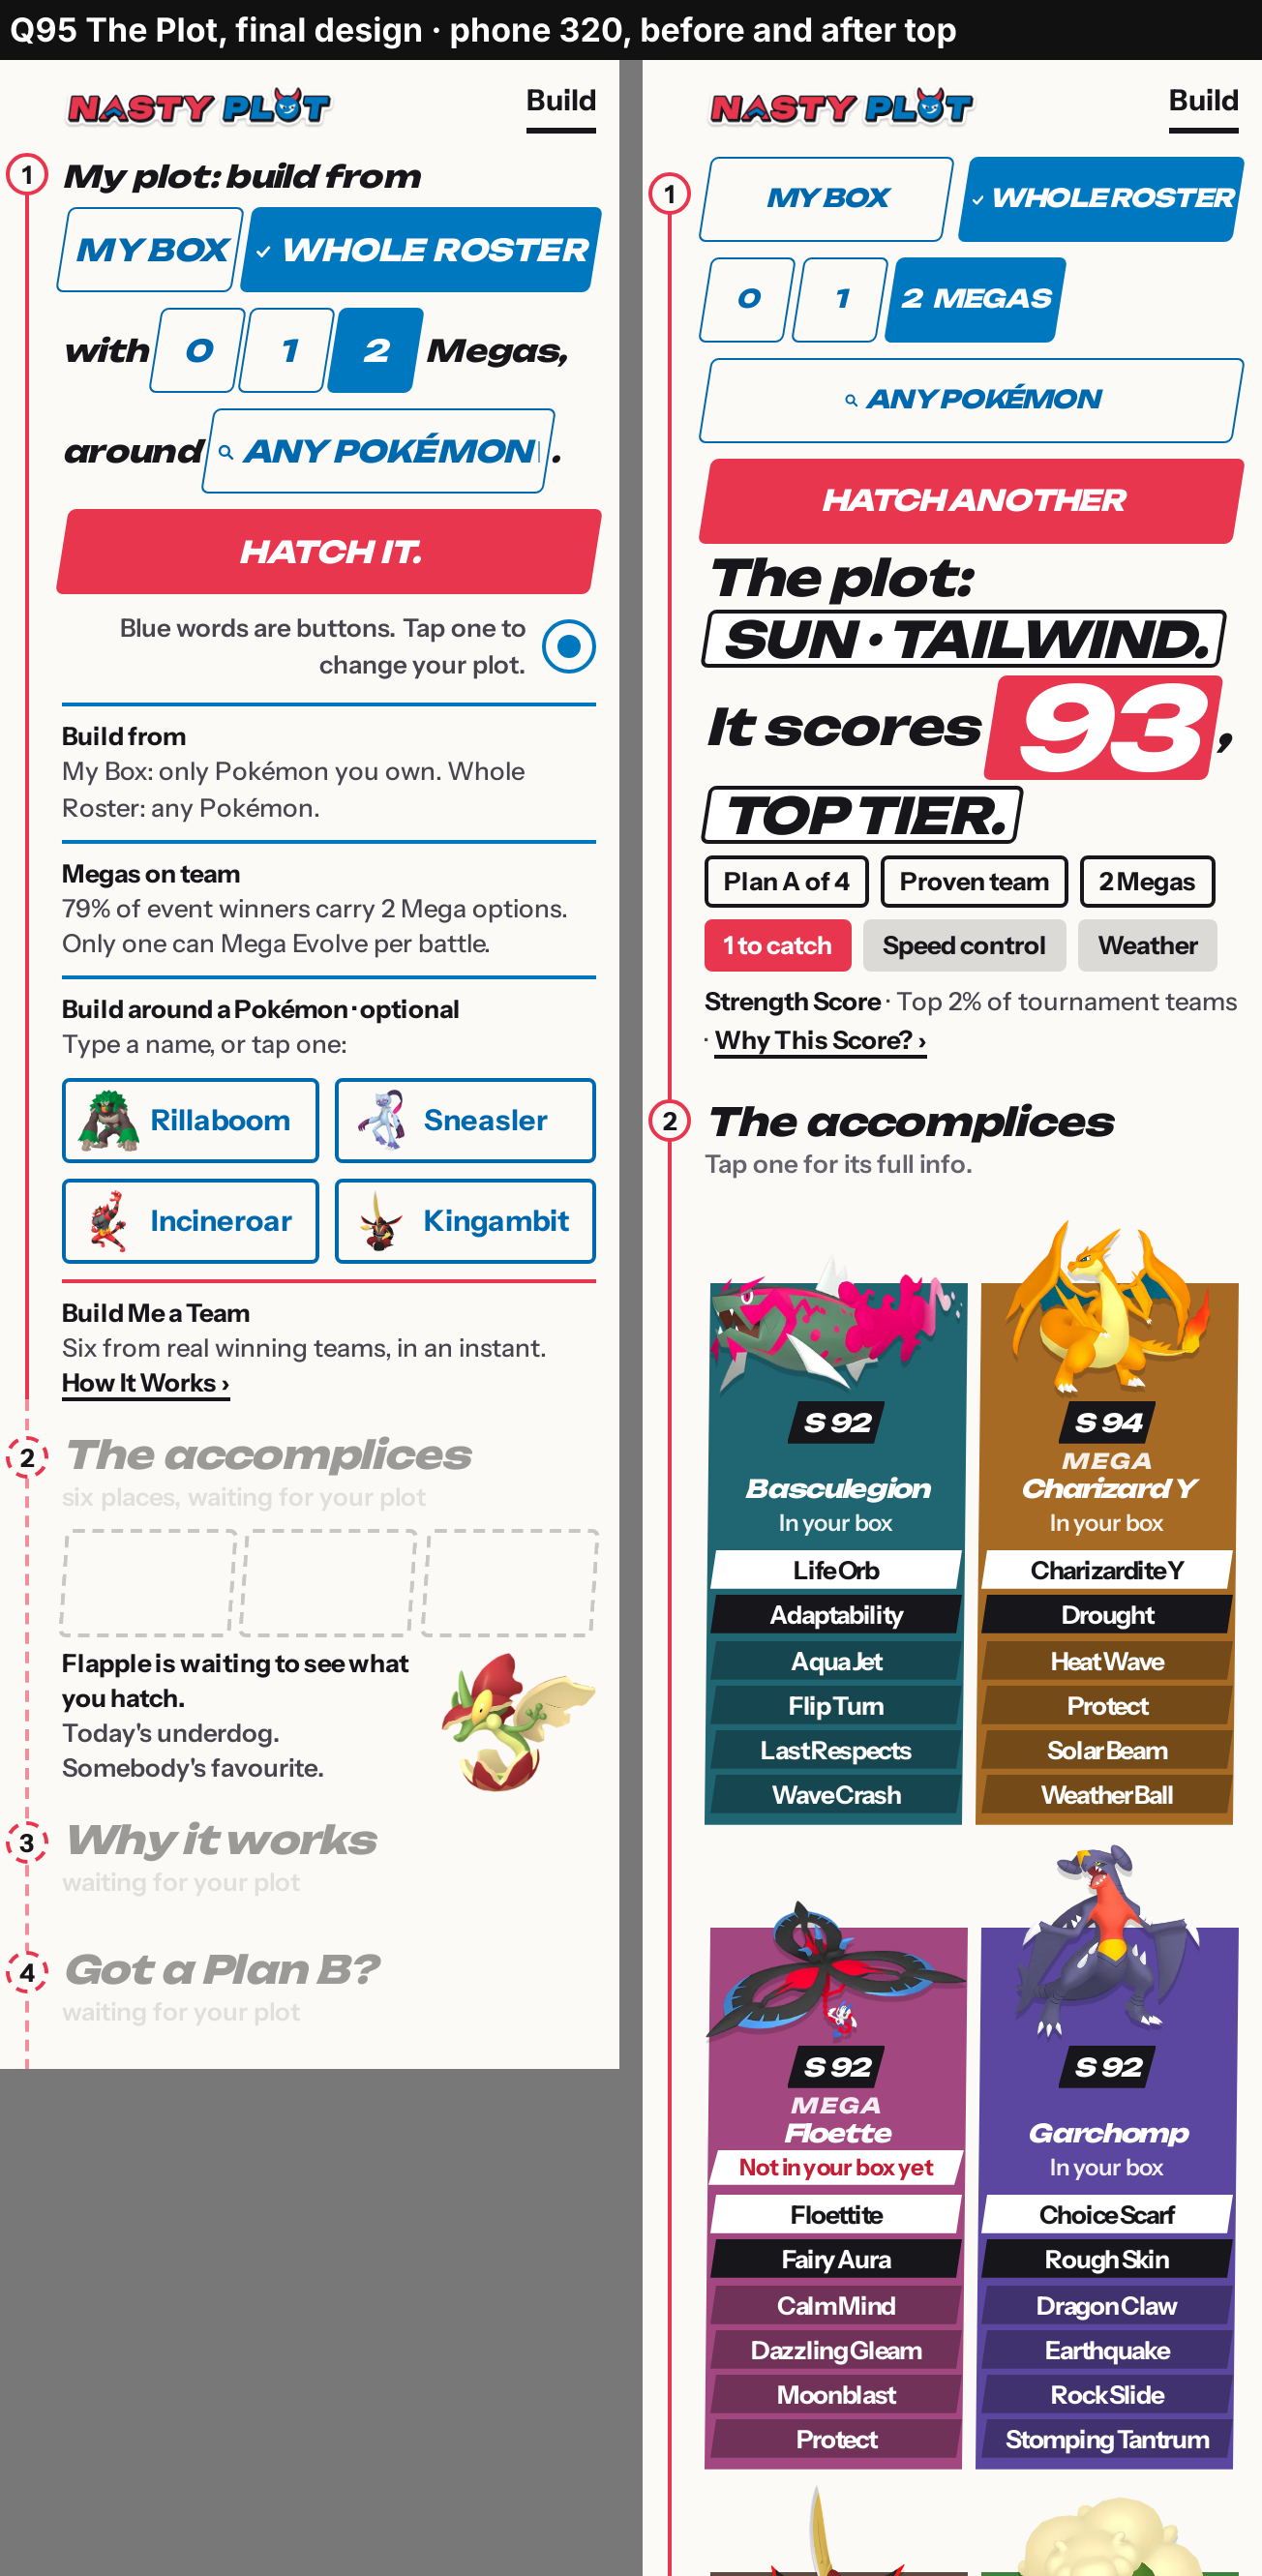 Q95 The Plot, final design · phone 320, before and after top
NASTY PLOT
Build
1
My plot: build from
MY BOX
✓ WHOLE ROSTER
with 0 1 2 Megas,
around ANY POKÉMON .
HATCH IT.
Blue words are buttons. Tap one to
change your plot.
Build from
My Box: only Pokémon you own. Whole
Roster: any Pokémon.
Megas on team
79% of event winners carry 2 Mega options.
Only one can Mega Evolve per battle.
Build around a Pokémon · optional
Type a name, or tap one:
Rillaboom
Sneasler
Incineroar
Kingambit
Build Me a Team
Six from real winning teams, in an instant.
How It Works ›
2
The accomplices
six places, waiting for your plot
Flapple is waiting to see what
you hatch.
Today's underdog.
Somebody's favourite.
3
Why it works
waiting for your plot
4
Got a Plan B?
waiting for your plot
NASTY PLOT
Build
1
MY BOX
✓ WHOLE ROSTER
0 1 2 MEGAS
ANY POKÉMON
HATCH ANOTHER
The plot:
SUN · TAILWIND.
It scores 93,
TOP TIER.
Plan A of 4
Proven team
2 Megas
1 to catch
Speed control
Weather
Strength Score · Top 2% of tournament teams
· Why This Score? ›
2
The accomplices
Tap one for its full info.
S 92
Basculegion
In your box
Life Orb
Adaptability
Aqua Jet
Flip Turn
Last Respects
Wave Crash
S 94
MEGA
Charizard Y
In your box
Charizardite Y
Drought
Heat Wave
Protect
Solar Beam
Weather Ball
S 92
MEGA
Floette
Not in your box yet
Floettite
Fairy Aura
Calm Mind
Dazzling Gleam
Moonblast
Protect
S 92
Garchomp
In your box
Choice Scarf
Rough Skin
Dragon Claw
Earthquake
Rock Slide
Stomping Tantrum